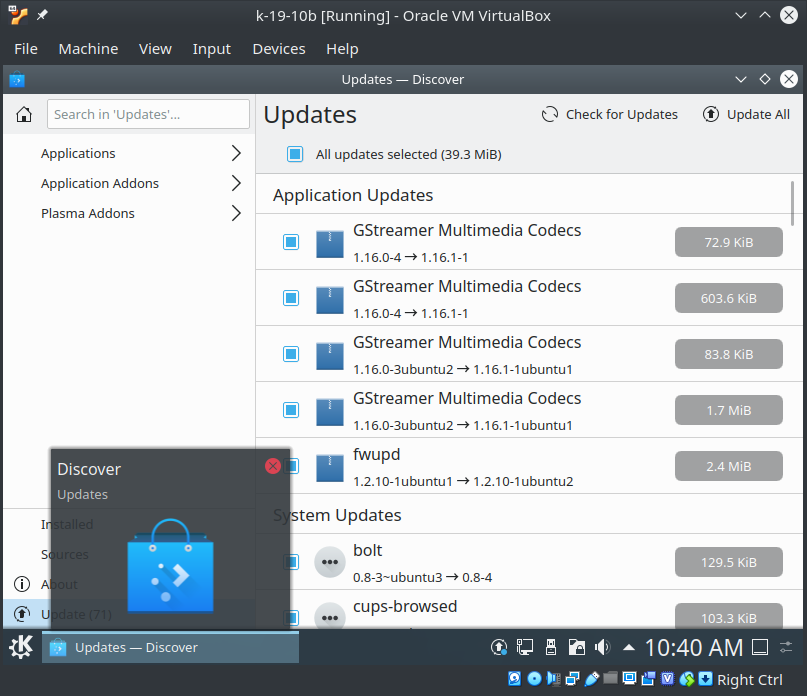 k-19-10b [Running] - Oracle VM VirtualBox
File Machine View Input Devices Help
Updates — Discover
Search in 'Updates'...
Updates
Check for Updates
Update All
All updates selected (39.3 MiB)
Applications
Application Addons
Plasma Addons
Application Updates
GStreamer Multimedia Codecs
1.16.0-4 → 1.16.1-1
72.9 KiB
GStreamer Multimedia Codecs
1.16.0-4 → 1.16.1-1
603.6 KiB
GStreamer Multimedia Codecs
1.16.0-3ubuntu2 → 1.16.1-1ubuntu1
83.8 KiB
GStreamer Multimedia Codecs
1.16.0-3ubuntu2 → 1.16.1-1ubuntu1
1.7 MiB
fwupd
1.2.10-1ubuntu1 → 1.2.10-1ubuntu2
2.4 MiB
System Updates
bolt
0.8-3~ubuntu3 → 0.8-4
129.5 KiB
cups-browsed
103.3 KiB
Discover
Updates
Installed
Sources
About
Update (71)
Updates — Discover
10:40 AM
Right Ctrl